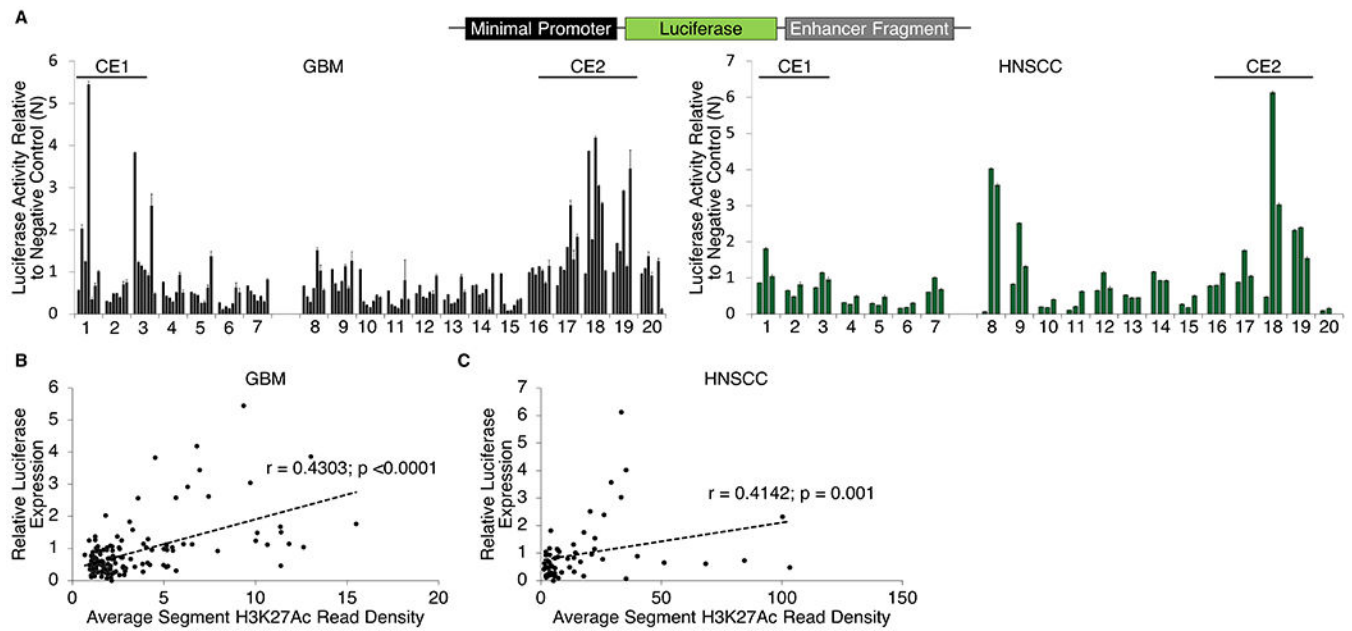 A
Minimal Promoter Luciferase Enhancer Fragment
CE1 GBM CE2
Luciferase Activity Relative
to Negative Control (N)
6
5
4
3
2
1
0
1 2 3 4 5 6 7 8 9 10 11 12 13 14 15 16 17 18 19 20
CE1 HNSCC CE2
Luciferase Activity Relative
to Negative Control (N)
7
6
5
4
3
2
1
0
1 2 3 4 5 6 7 8 9 10 11 12 13 14 15 16 17 18 19 20
B
GBM
Relative Luciferase
Expression
6
5
4
3
2
1
0
r = 0.4303; p <0.0001
0 5 10 15 20
Average Segment H3K27Ac Read Density
C
HNSCC
Relative Luciferase
Expression
7
6
5
4
3
2
1
0
r = 0.4142; p = 0.001
0 50 100 150
Average Segment H3K27Ac Read Density